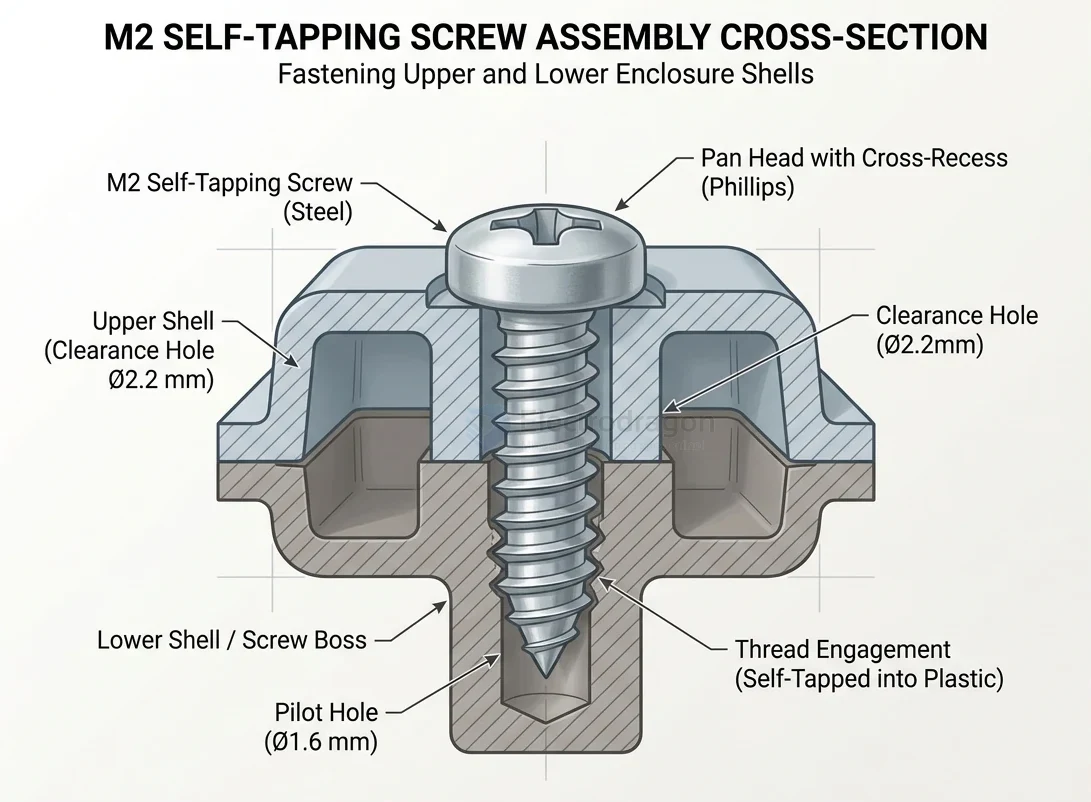 M2 SELF-TAPPING SCREW ASSEMBLY CROSS-SECTION
Fastening Upper and Lower Enclosure Shells
Pan Head with Cross-Recess
(Phillips)
M2 Self-Tapping Screw
(Steel)
Upper Shell
(Clearance Hole
Ø2.2 mm)
Clearance Hole
(Ø2.2mm)
Lower Shell / Screw Boss
Thread Engagement
(Self-Tapped into Plastic)
Pilot Hole
(Ø1.6 mm)